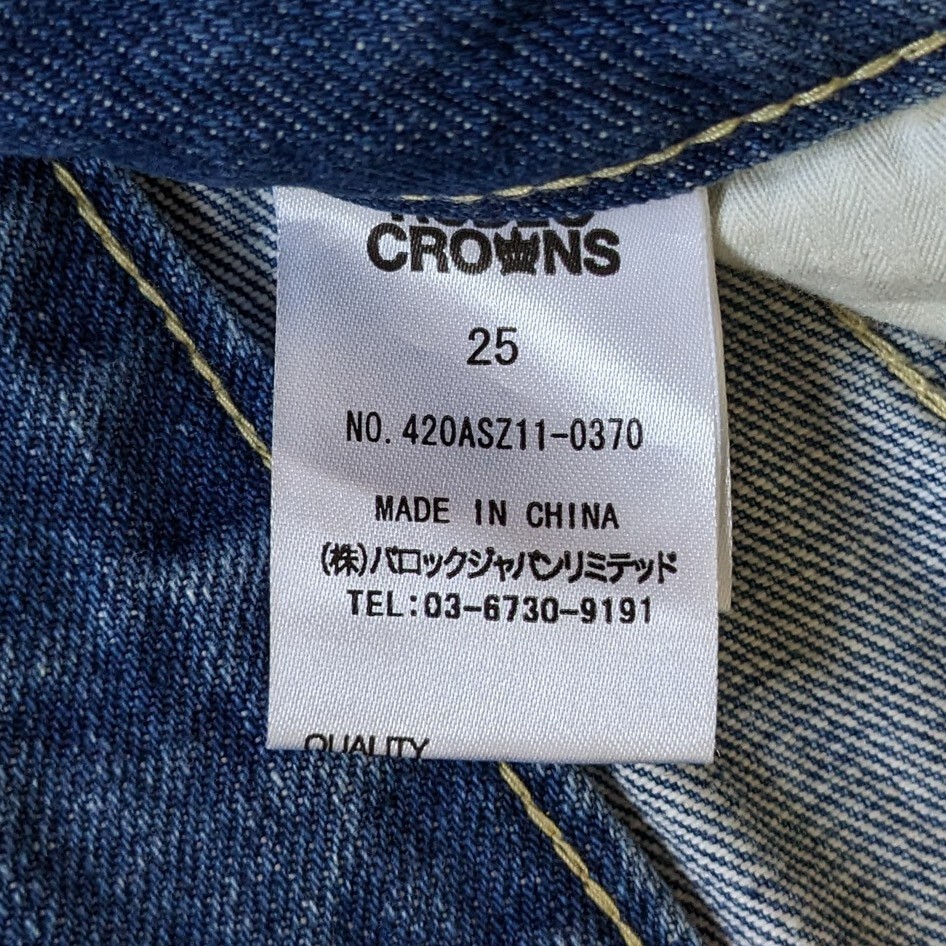 CROWNS
25
NO. 420ASZ11-0370
MADE IN CHINA
(株)バロックジャパンリミテッド
TEL:03-6730-9191
QUALITY